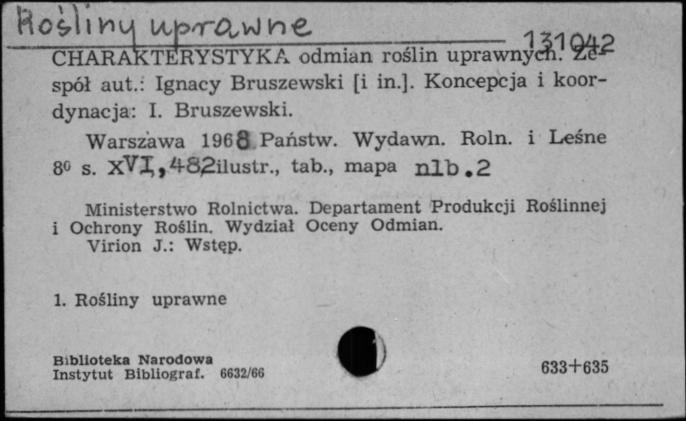 Rośliny uprawne
131042
CHARAKTERYSTYKA odmian roślin uprawnych. Ze-
spół aut.: Ignacy Bruszewski [i in.]. Koncepcja i koor-
dynacja: I. Bruszewski.
Warszawa 1968 Państw. Wydawn. Roln. i Leśne
8⁰ s. XVI, 482 ilustr., tab., mapa nlb.2
Ministerstwo Rolnictwa. Departament Produkcji Roślinnej
i Ochrony Roślin. Wydział Oceny Odmian.
Virion J.: Wstęp.
1. Rośliny uprawne
Biblioteka Narodowa
Instytut Bibliograf. 6632/66
633+635